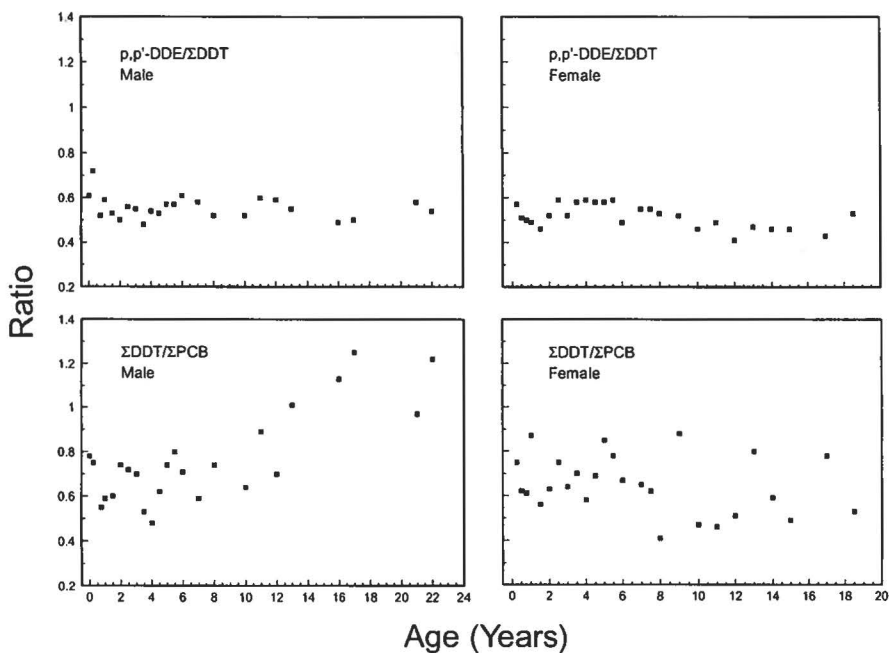 1.4
1.2
1
0.8
0.6
0.4
0.2
p,p'-DDE/ΣDDT
Male
p,p'-DDE/ΣDDT
Female
Ratio
1.4
1.2
1
0.8
0.6
0.4
0.2
ΣDDT/ΣPCB
Male
ΣDDT/ΣPCB
Female
0 2 4 6 8 10 12 14 16 18 20 22 24
0 2 4 6 8 10 12 14 16 18 20
Age (Years)